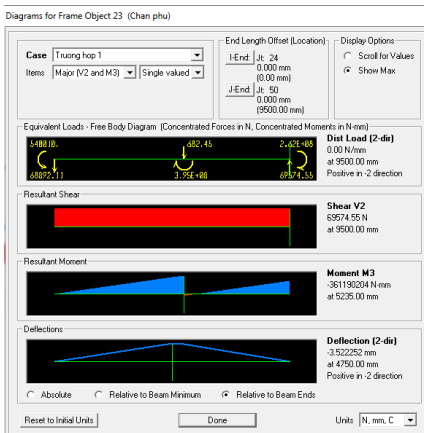 Diagrams for Frame Object 23 (Chan phu)
Case Truong hop 1
Items Major (V2 and M3) Single valued
End Length Offset (Location)
I-End: Jt: 24
0.000 mm
(0.00 mm)
J-End: Jt: 50
0.000 mm
(9500.00 mm)
Display Options
Scroll for Values
Show Max
Equivalent Loads - Free Body Diagram (Concentrated Forces in N, Concentrated Moments in N-mm)
540010. 682.45 2.62E+08
68892.11 3.95E+08 69574.55
Dist Load (2-dir)
0.00 N/mm
at 9500.00 mm
Positive in -2 direction
Resultant Shear
Shear V2
69574.55 N
at 9500.00 mm
Resultant Moment
Moment M3
-361190204 N-mm
at 5235.00 mm
Deflections
Deflection (2-dir)
-3.522252 mm
at 4750.00 mm
Positive in -2 direction
Absolute Relative to Beam Minimum Relative to Beam Ends
Reset to Initial Units Done Units N, mm, C